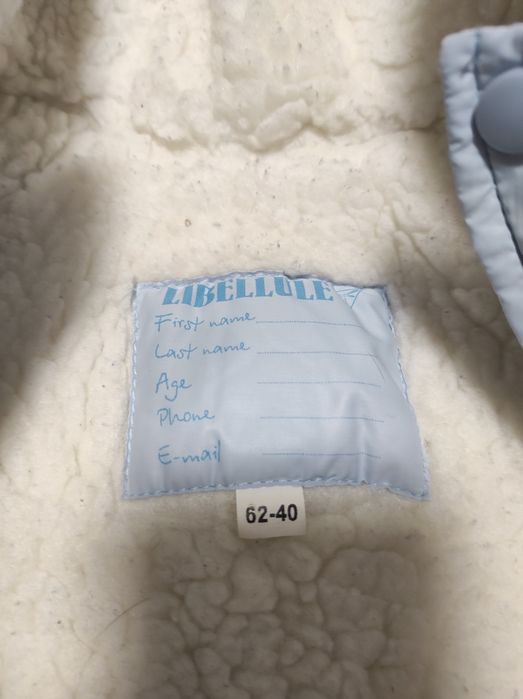 LIBELLULE
First name
Last name
Age
Phone
E-mail
62-40